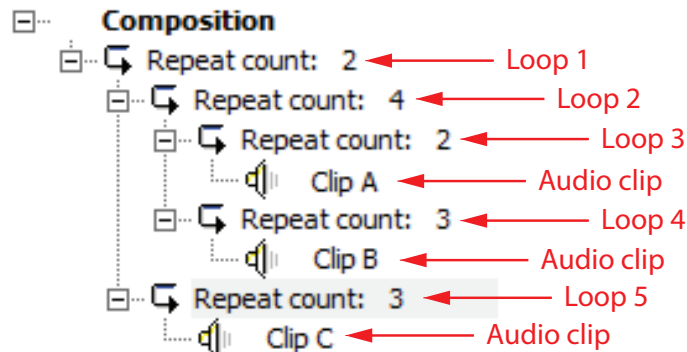 Composition
Repeat count: 2 Loop 1
Repeat count: 4 Loop 2
Repeat count: 2 Loop 3
Clip A Audio clip
Repeat count: 3 Loop 4
Clip B Audio clip
Repeat count: 3 Loop 5
Clip C Audio clip